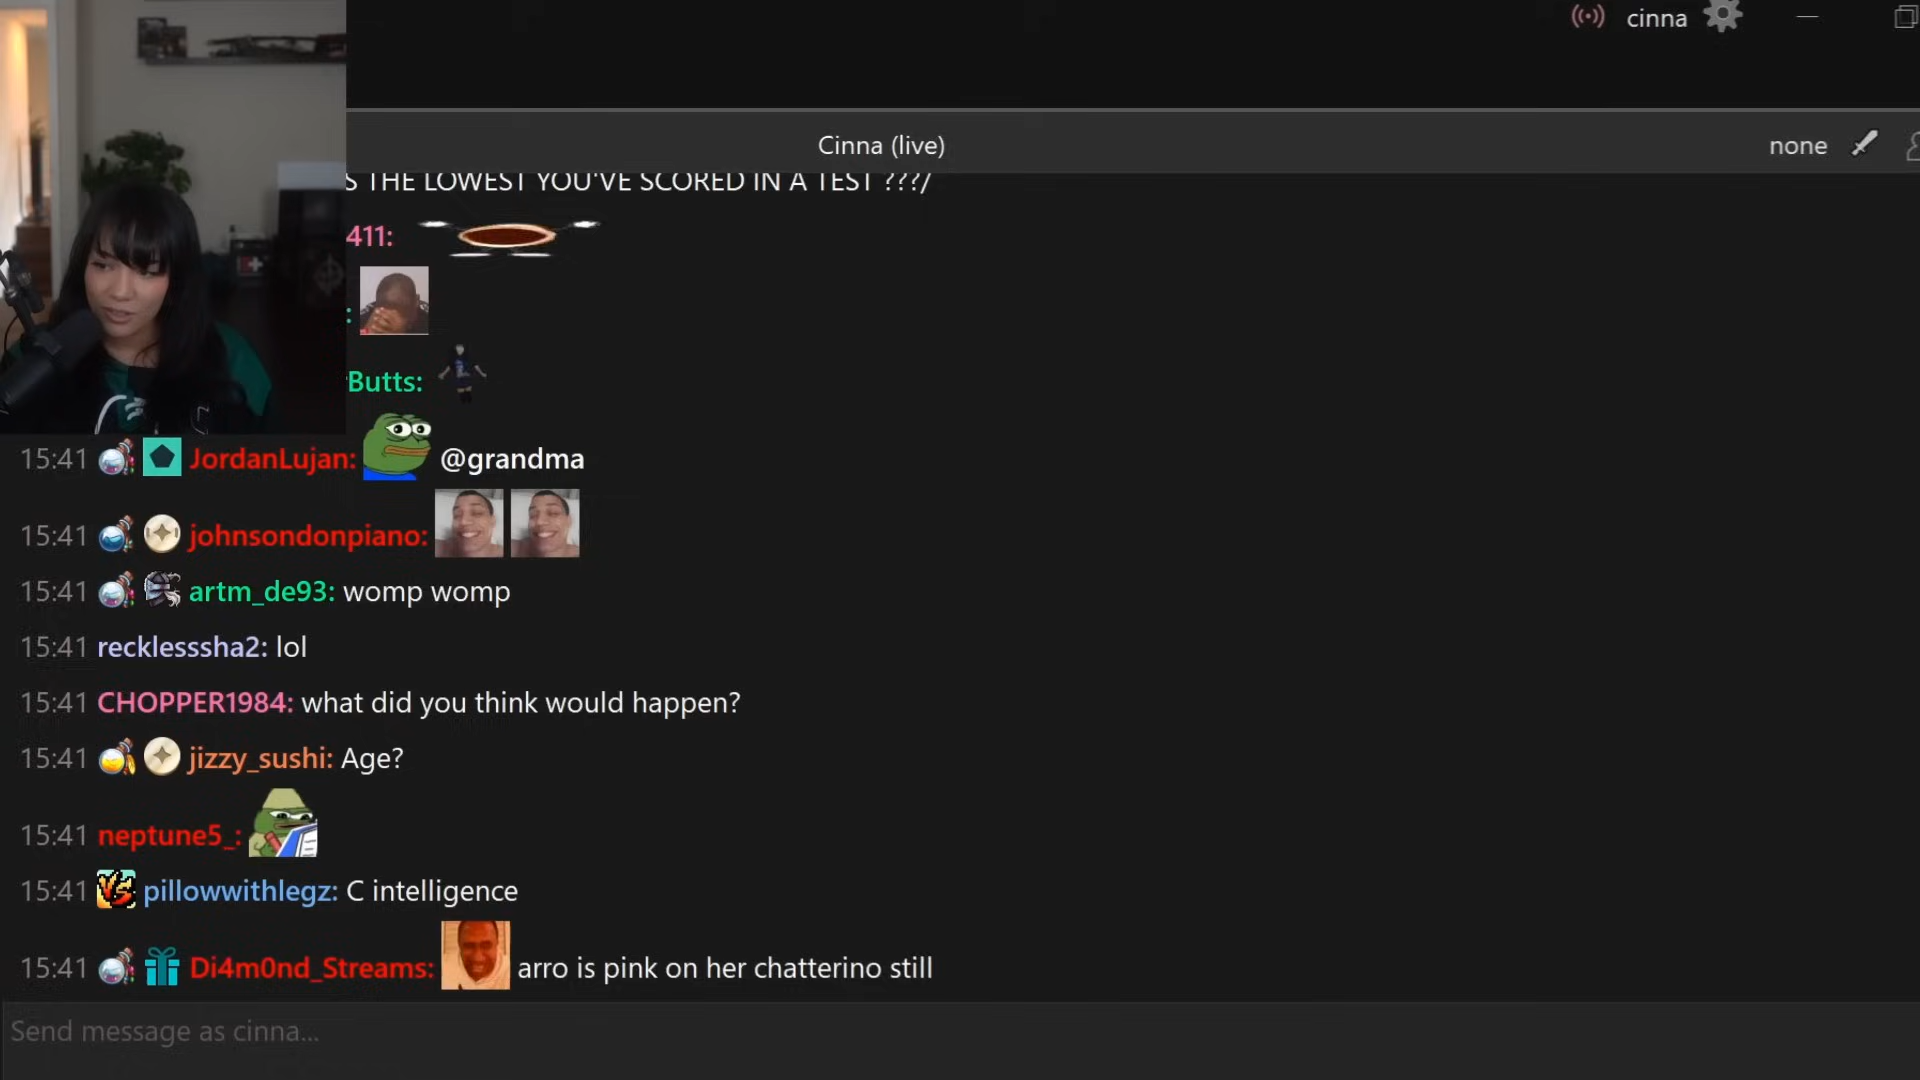 cinna
Cinna (live)
none
S THE LOWEST YOU'VE SCORED IN A TEST ???/
411:
:
Butts:
15:41 JordanLujan: @grandma
15:41 johnsondonpiano:
15:41 artm_de93: womp womp
15:41 recklesssha2: lol
15:41 CHOPPER1984: what did you think would happen?
15:41 jizzy_sushi: Age?
15:41 neptune5_:
15:41 VS pillowwithlegz: C intelligence
15:41 Di4m0nd_Streams: arro is pink on her chatterino still
Send message as cinna...